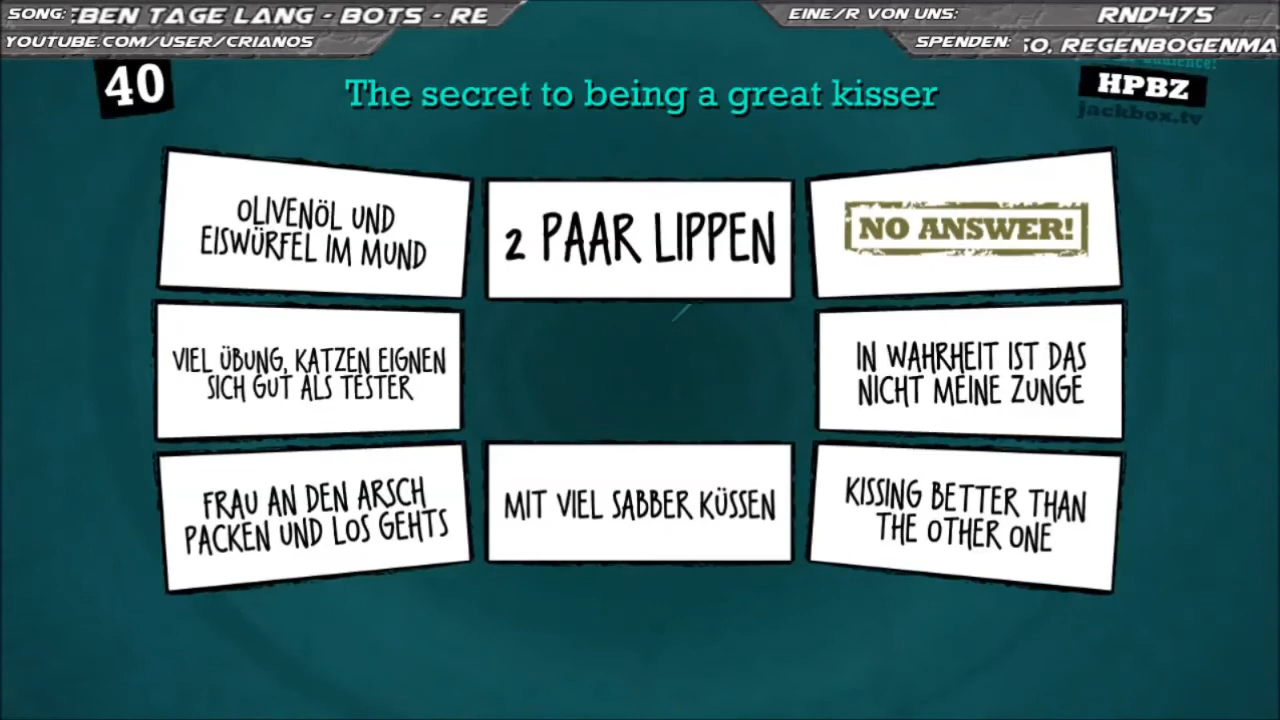 SONG: BEN TAGE LANG - BOTS - RE
EINE/R VON UNS: RND475
YOUTUBE.COM/USER/CRIANOS
SPENDEN: SO, REGENBOGENMA
audience!
40
The secret to being a great kisser
HPBZ
jackbox.tv
OLIVENÖL UND
EISWÜRFEL IM MUND
2 PAAR LIPPEN
NO ANSWER!
VIEL ÜBUNG, KATZEN EIGNEN
SICH GUT ALS TESTER
IN WAHRHEIT IST DAS
NICHT MEINE ZUNGE
FRAU AN DEN ARSCH
PACKEN UND LOS GEHTS
MIT VIEL SABBER KÜSSEN
KISSING BETTER THAN
THE OTHER ONE